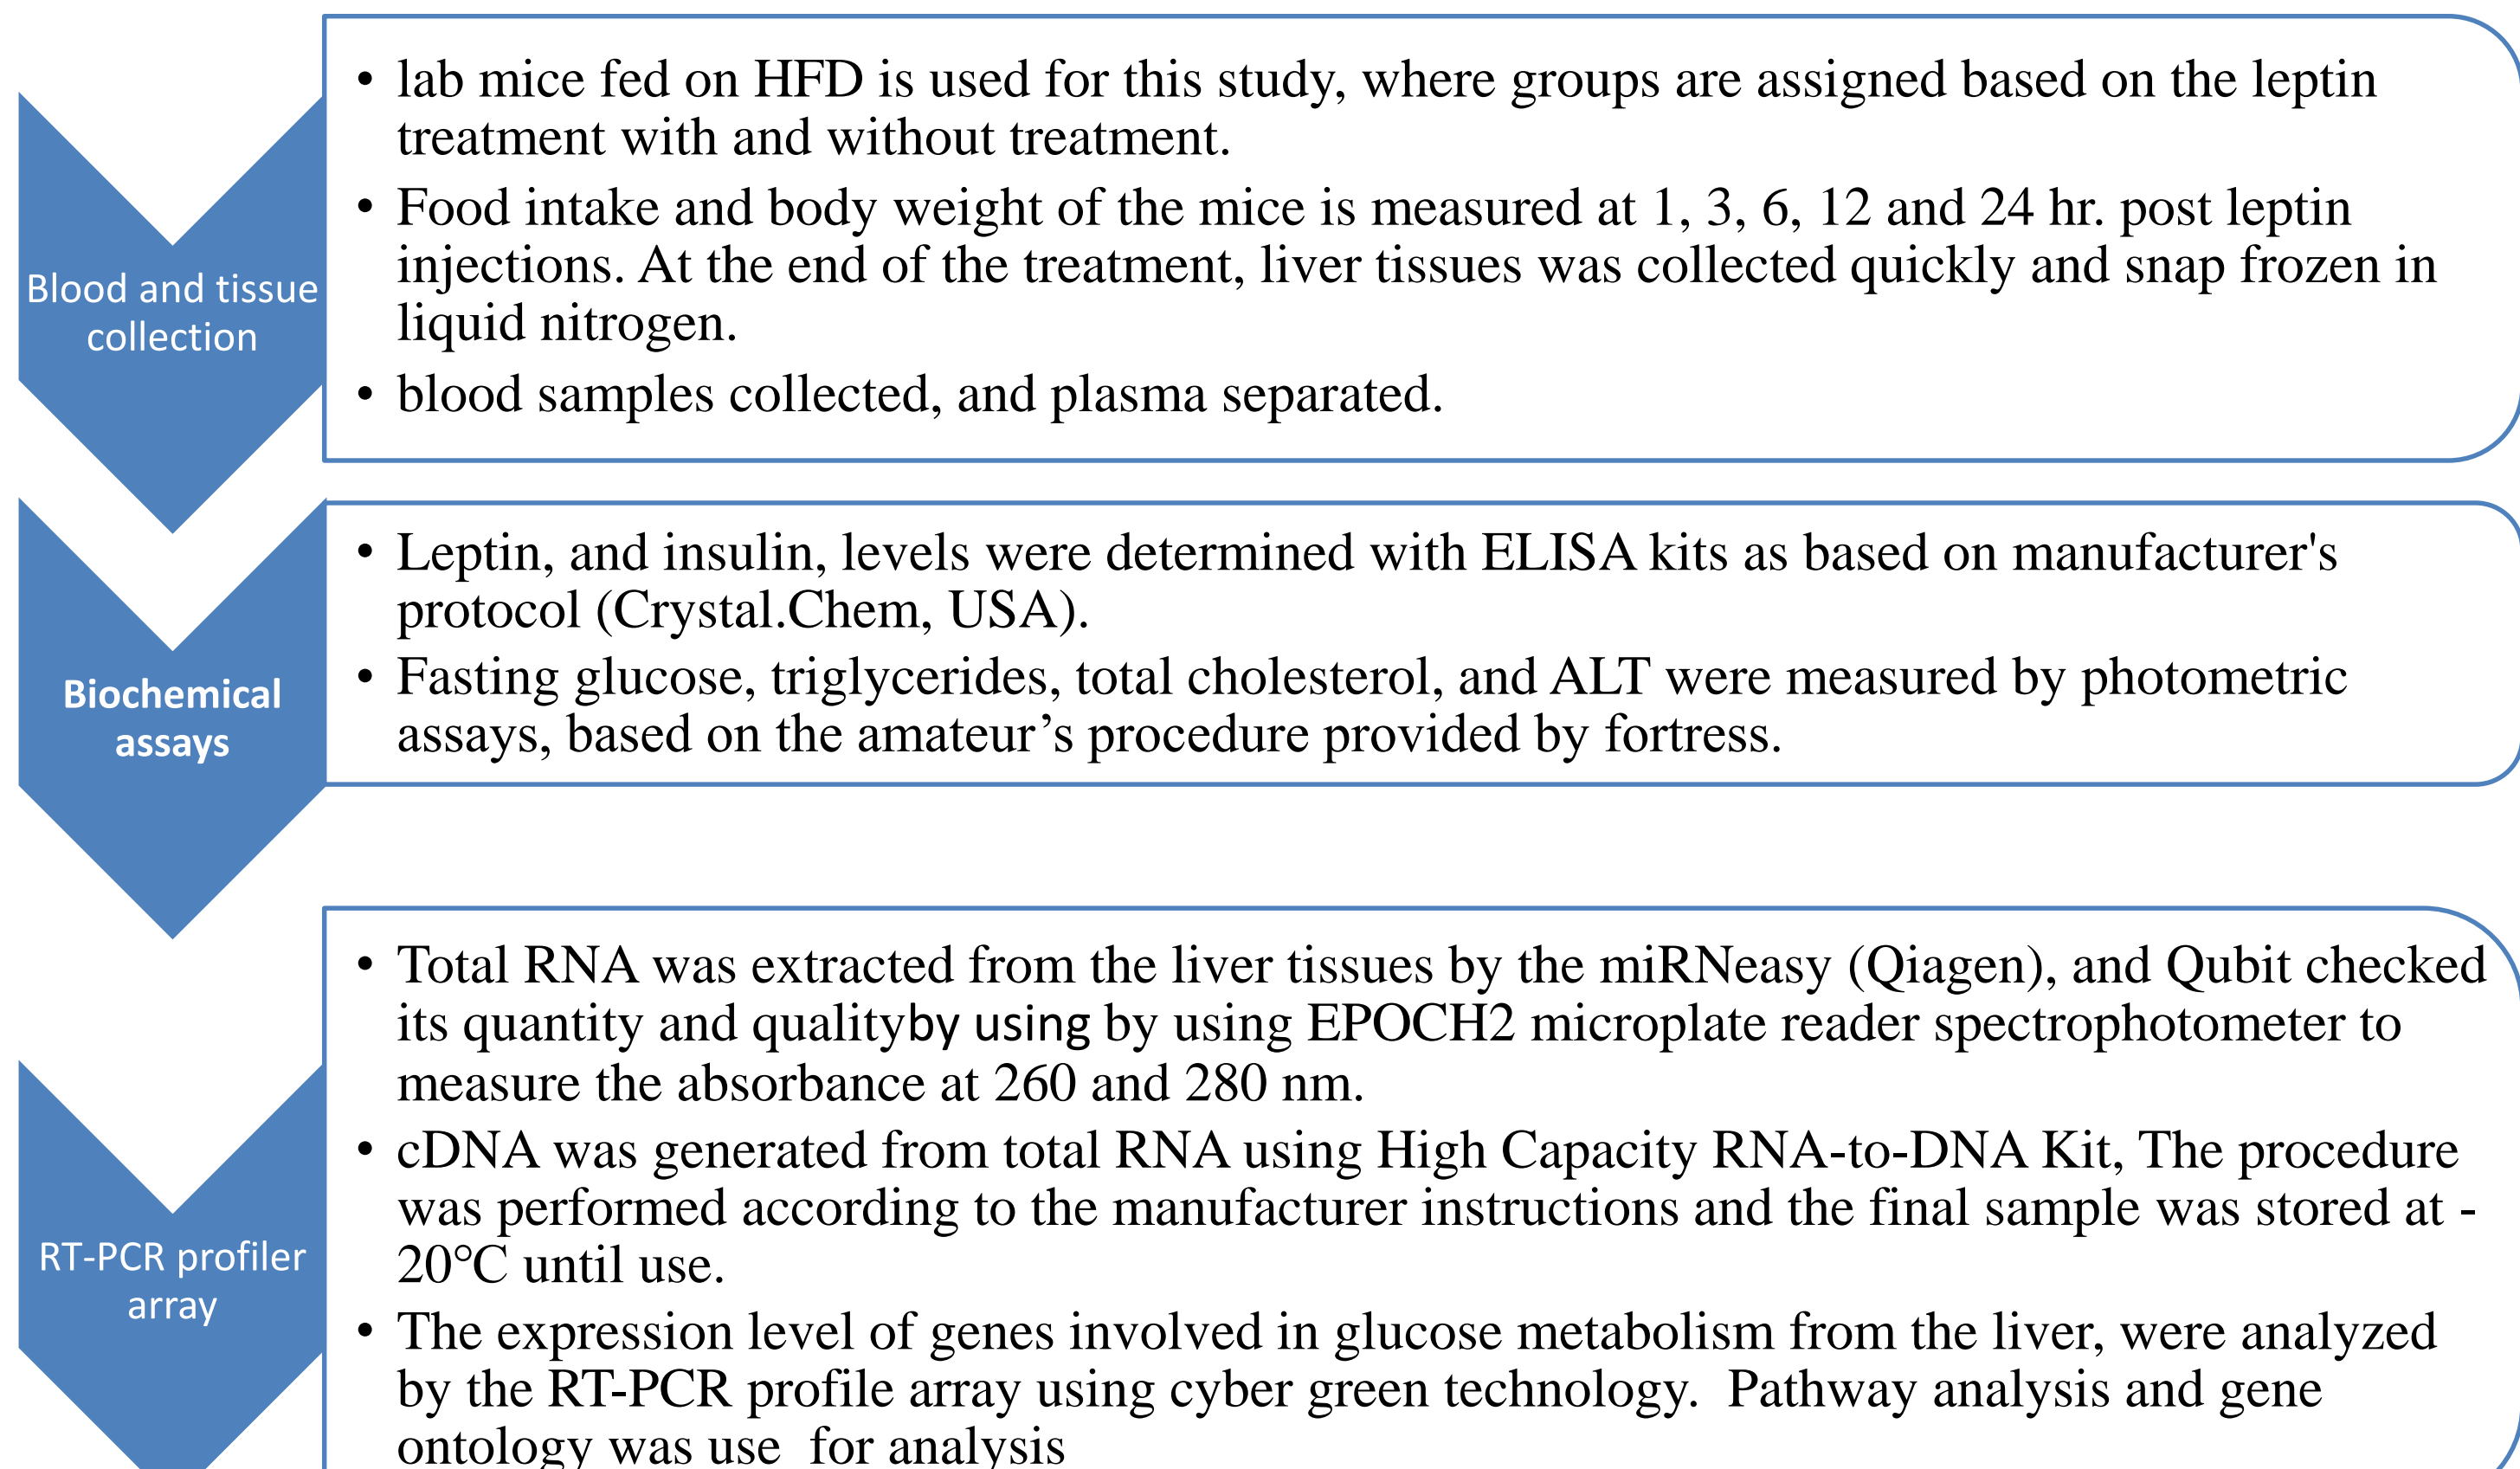 Blood and tissue
collection
• lab mice fed on HFD is used for this study, where groups are assigned based on the leptin
treatment with and without treatment.
• Food intake and body weight of the mice is measured at 1, 3, 6, 12 and 24 hr. post leptin
injections. At the end of the treatment, liver tissues was collected quickly and snap frozen in
liquid nitrogen.
• blood samples collected, and plasma separated.
Biochemical
assays
• Leptin, and insulin, levels were determined with ELISA kits as based on manufacturer's
protocol (Crystal.Chem, USA).
• Fasting glucose, triglycerides, total cholesterol, and ALT were measured by photometric
assays, based on the amateur’s procedure provided by fortress.
RT-PCR profiler
array
• Total RNA was extracted from the liver tissues by the miRNeasy (Qiagen), and Qubit checked
its quantity and qualityby using by using EPOCH2 microplate reader spectrophotometer to
measure the absorbance at 260 and 280 nm.
• cDNA was generated from total RNA using High Capacity RNA-to-DNA Kit, The procedure
was performed according to the manufacturer instructions and the final sample was stored at -
20°C until use.
• The expression level of genes involved in glucose metabolism from the liver, were analyzed
by the RT-PCR profile array using cyber green technology.  Pathway analysis and gene
ontology was use  for analysis